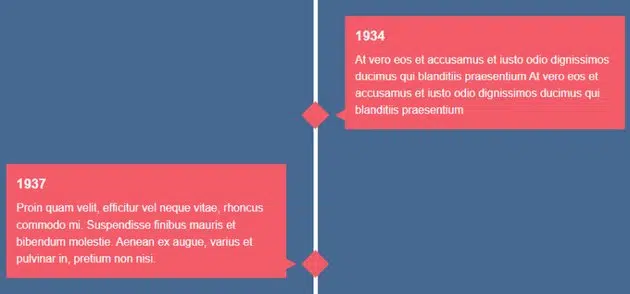 1934
At vero eos et accusamus et iusto odio dignissimos
ducimus qui blanditiis praesentium At vero eos et
accusamus et iusto odio dignissimos ducimus qui
blanditiis praesentium
1937
Proin quam velit, efficitur vel neque vitae, rhoncus
commodo mi. Suspendisse finibus mauris et
bibendum molestie. Aenean ex augue, varius et
pulvinar in, pretium non nisi.